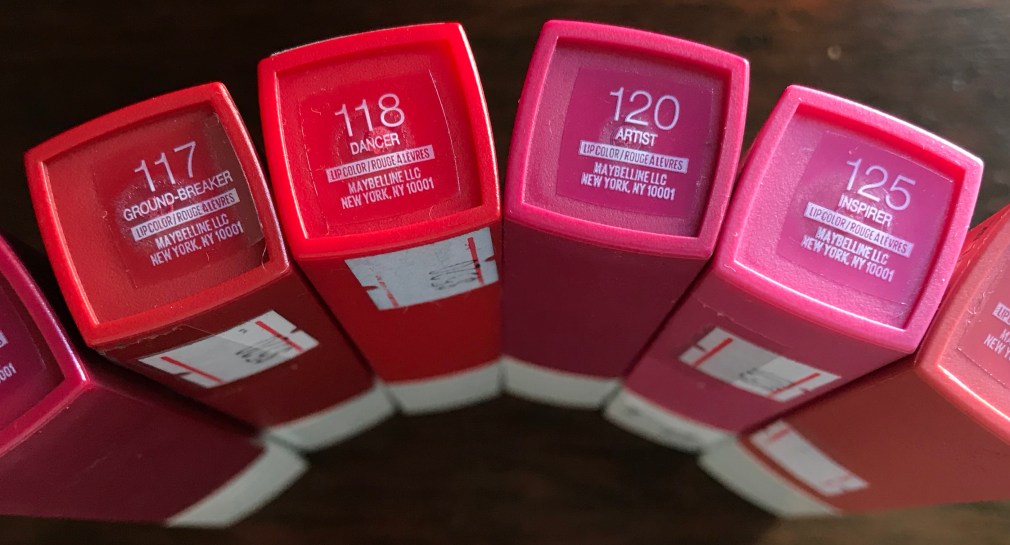 117
GROUND-BREAKER
LIP COLOR / ROUGE À LÈVRES
MAYBELLINE LLC
NEW YORK, NY 10001
118
DANCER
LIP COLOR / ROUGE À LÈVRES
MAYBELLINE LLC
NEW YORK, NY 10001
120
ARTIST
LIP COLOR / ROUGE À LÈVRES
MAYBELLINE LLC
NEW YORK, NY 10001
125
INSPIRER
LIP COLOR / ROUGE À LÈVRES
MAYBELLINE LLC
NEW YORK, NY 10001